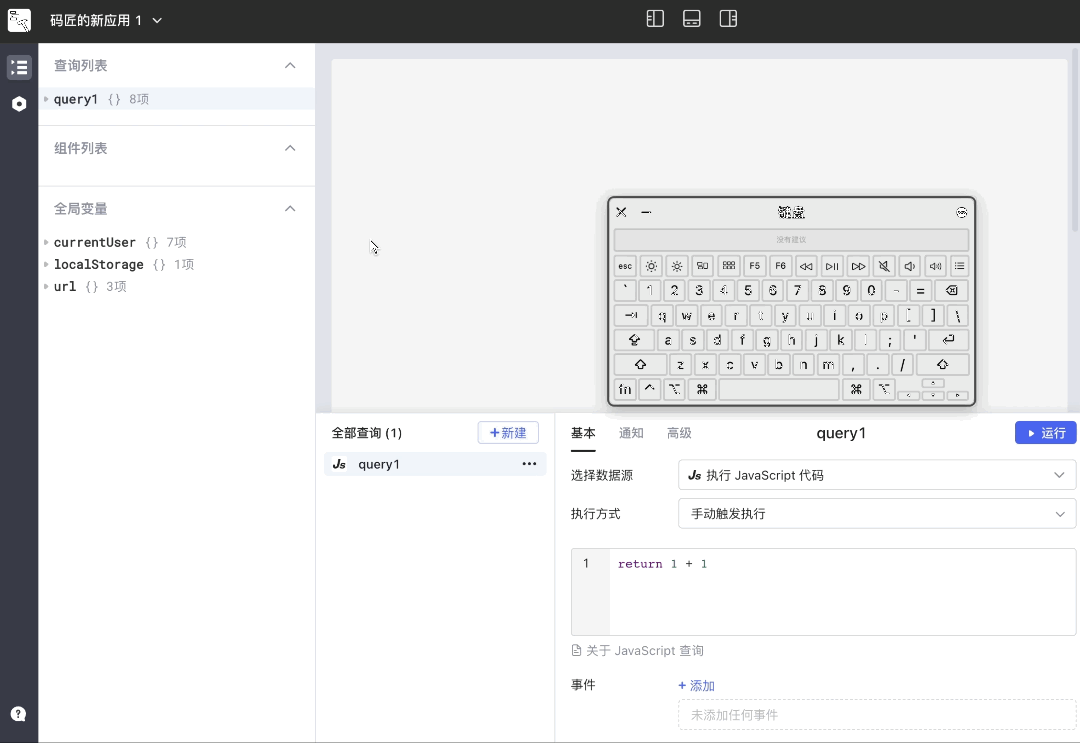 码匠的新应用 1
查询列表
query1 {} 8项
组件列表
全局变量
currentUser {} 7项
localStorage {} 1项
url {} 3项
没有建议
esc F5 F6
` 1 2 3 4 5 6 7 8 9 0 - =
q w e r t y u i o p [ ] \
a s d f g h j k l ; '
z x c v b n m , . /
fn
全部查询 (1)
+ 新建
Js query1 •••
基本 通知 高级 query1 运行
选择数据源 Js 执行 JavaScript 代码
执行方式 手动触发执行
1 return 1 + 1
关于 JavaScript 查询
事件 + 添加
未添加任何事件